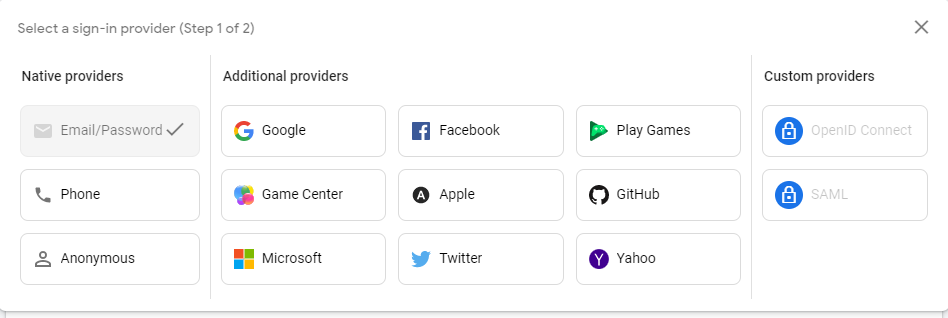 Select a sign-in provider (Step 1 of 2)
Native providers
Additional providers
Custom providers
Email/Password
Google
Facebook
Play Games
OpenID Connect
Phone
Game Center
Apple
GitHub
SAML
Anonymous
Microsoft
Twitter
Yahoo